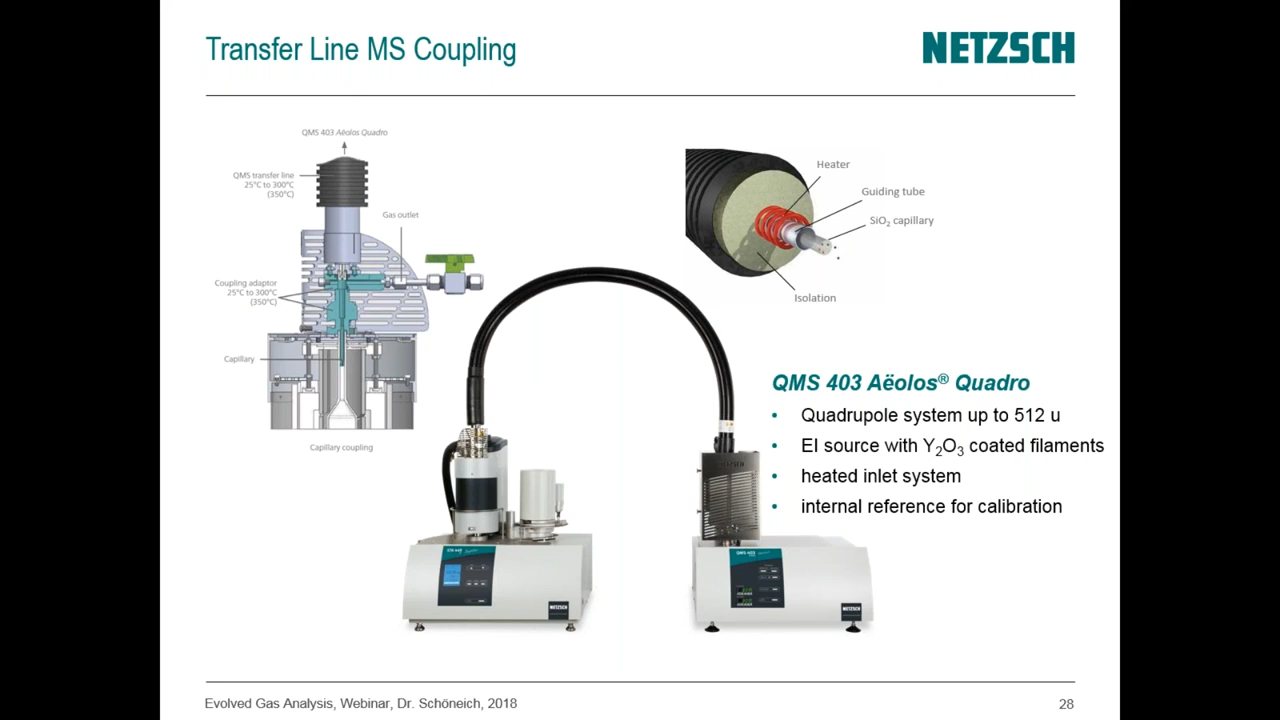 Transfer Line MS Coupling
NETZSCH
QMS 403 Aëolos Quadro
QMS transfer line
25°C to 300°C
(350°C)
Gas outlet
Coupling adaptor
25°C to 300°C
(350°C)
Capillary
Capillary coupling
Heater
Guiding tube
SiO₂ capillary
Isolation
QMS 403 Aëolos® Quadro
• Quadrupole system up to 512 u
• EI source with Y₂O₃ coated filaments
• heated inlet system
• internal reference for calibration
NETZSCH
NETZSCH
QMS 403
NETZSCH
Evolved Gas Analysis, Webinar, Dr. Schöneich, 2018
28